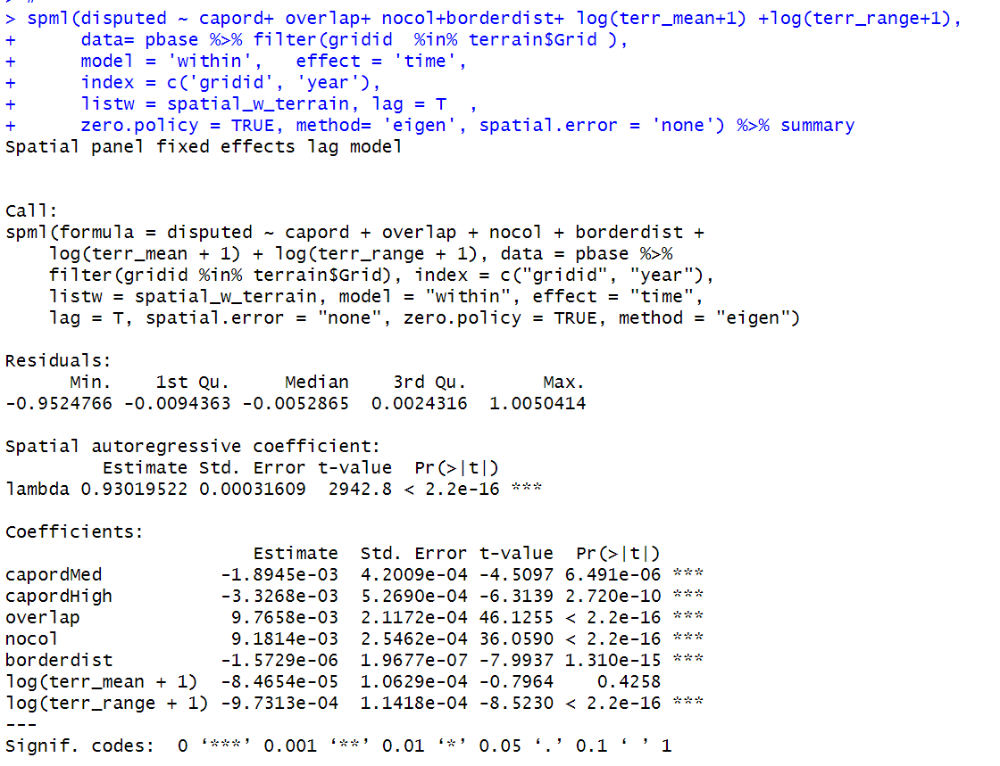 > spml(disputed ~ capord+ overlap+ nocol+borderdist+ log(terr_mean+1) +log(terr_range+1),
+      data= pbase %>% filter(gridid  %in% terrain$Grid ),
+      model = 'within',   effect = 'time',
+      index = c('gridid', 'year'),
+      listw = spatial_w_terrain, lag = T  ,
+      zero.policy = TRUE, method= 'eigen', spatial.error = 'none') %>% summary
Spatial panel fixed effects lag model
Call:
spml(formula = disputed ~ capord + overlap + nocol + borderdist +
    log(terr_mean + 1) + log(terr_range + 1), data = pbase %>%
    filter(gridid %in% terrain$Grid), index = c("gridid", "year"),
    listw = spatial_w_terrain, model = "within", effect = "time",
    lag = T, spatial.error = "none", zero.policy = TRUE, method = "eigen")
Residuals:
      Min.    1st Qu.     Median    3rd Qu.       Max.
-0.9524766 -0.0094363 -0.0052865  0.0024316  1.0050414
Spatial autoregressive coefficient:
         Estimate Std. Error t-value  Pr(>|t|)
lambda 0.93019522 0.00031609  2942.8 < 2.2e-16 ***
Coefficients:
                       Estimate  Std. Error t-value  Pr(>|t|)
capordMed           -1.8945e-03  4.2009e-04 -4.5097 6.491e-06 ***
capordHigh          -3.3268e-03  5.2690e-04 -6.3139 2.720e-10 ***
overlap              9.7658e-03  2.1172e-04 46.1255 < 2.2e-16 ***
nocol                9.1814e-03  2.5462e-04 36.0590 < 2.2e-16 ***
borderdist          -1.5729e-06  1.9677e-07 -7.9937 1.310e-15 ***
log(terr_mean + 1)  -8.4654e-05  1.0629e-04 -0.7964    0.4258
log(terr_range + 1) -9.7313e-04  1.1418e-04 -8.5230 < 2.2e-16 ***
---
Signif. codes:  0 ‘***’ 0.001 ‘**’ 0.01 ‘*’ 0.05 ‘.’ 0.1 ‘ ’ 1